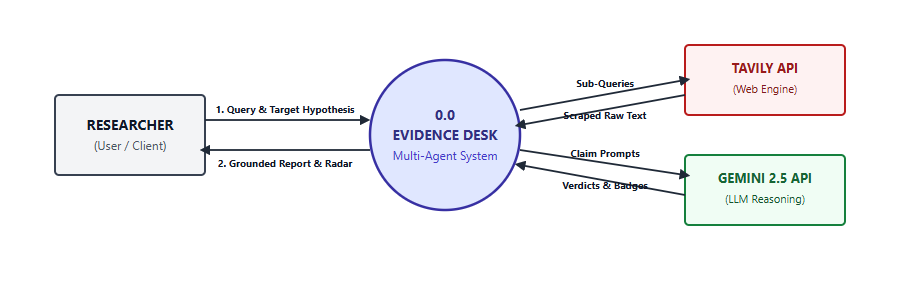 RESEARCHER
(User / Client)
1. Query & Target Hypothesis
2. Grounded Report & Radar
0.0
EVIDENCE DESK
Multi-Agent System
Sub-Queries
Scraped Raw Text
Claim Prompts
Verdicts & Badges
TAVILY API
(Web Engine)
GEMINI 2.5 API
(LLM Reasoning)